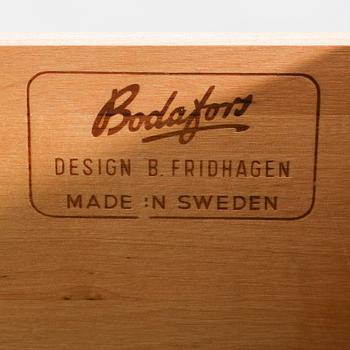 Bodafors
DESIGN B. FRIDHAGEN
MADE IN SWEDEN